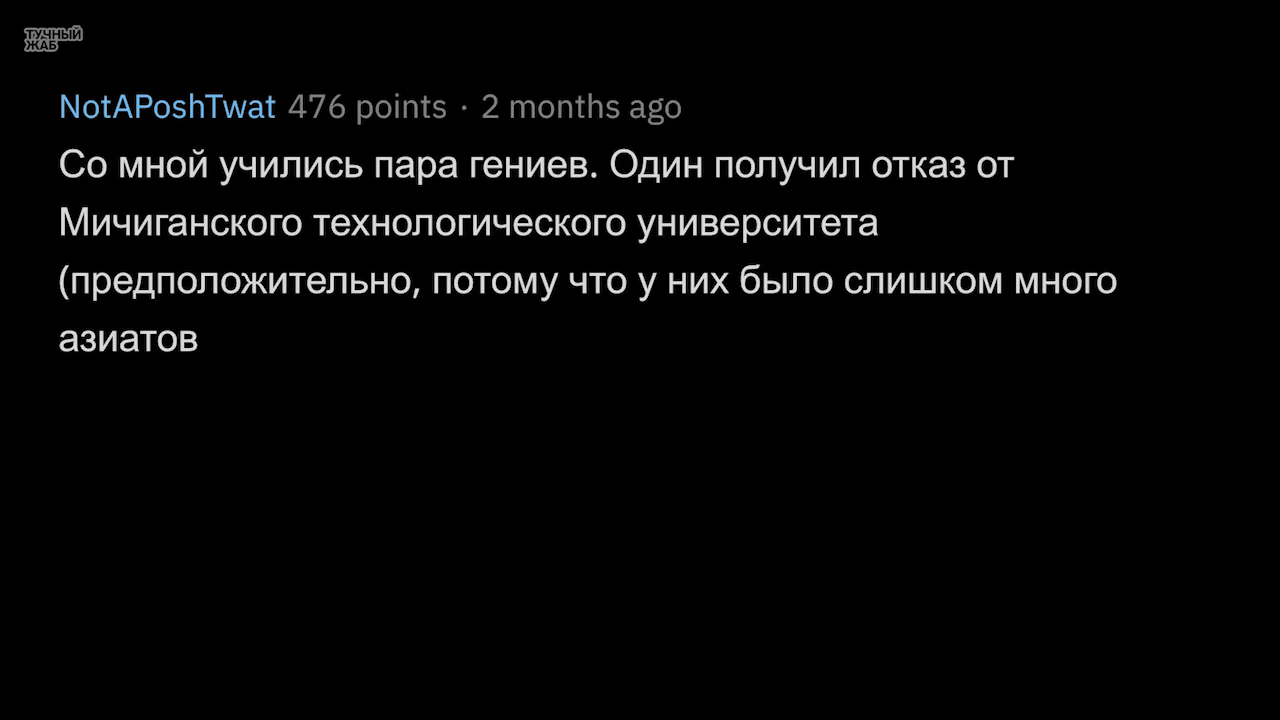 ТУЧНЫЙ
ЖАБ
NotAPoshTwat 476 points · 2 months ago
Со мной учились пара гениев. Один получил отказ от
Мичиганского технологического университета
(предположительно, потому что у них было слишком много
азиатов